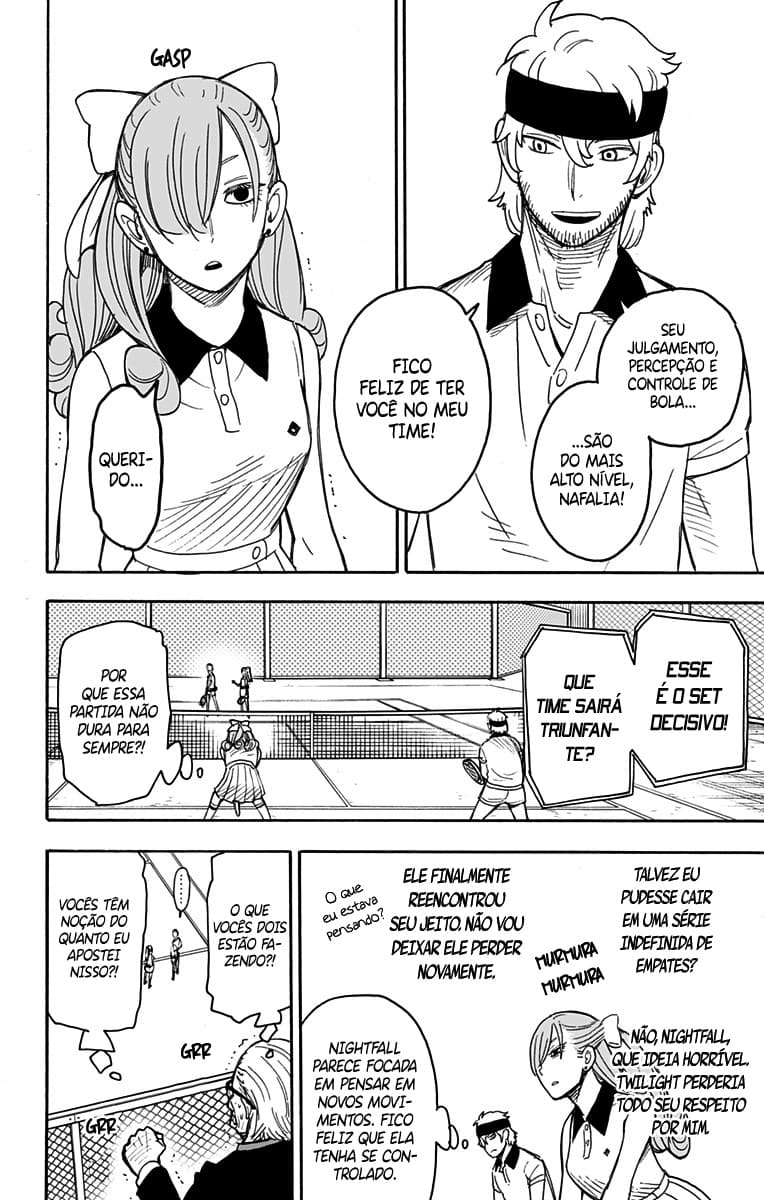 SEU
JULGAMENTO,
PERCEPÇÃO E
CONTROLE DE
BOLA...
...SÃO
DO MAIS
ALTO NÍVEL,
NAFALIA!
FICO
FELIZ DE TER
VOCÊ NO MEU
TIME!
GASP
QUERI-
DO...
ESSE
É O SET
DECISIVO!
QUE
TIME SAIRÁ
TRIUNFAN-
TE?
POR
QUE ESSA
PARTIDA NÃO
DURA PARA
SEMPRE?!
TALVEZ EU
PUDESSE CAIR
EM UMA SÉRIE
INDEFINIDA DE
EMPATES?
MURMURA
MURMURA
NÃO, NIGHTFALL,
QUE IDEIA HORRÍVEL.
TWILIGHT PERDERIA
TODO SEU RESPEITO
POR MIM.
ELE FINALMENTE
REENCONTROU
SEU JEITO. NÃO VOU
DEIXAR ELE PERDER
NOVAMENTE.
O que
eu estava
pensando?
NIGHTFALL
PARECE FOCADA
EM PENSAR EM
NOVOS MOVI-
MENTOS. FICO
FELIZ QUE ELA
TENHA SE CON-
TROLADO.
......
O QUE
VOCÊS DOIS
ESTÃO FA-
ZENDO?!
VOCÊS TÊM
NOÇÃO DO
QUANTO EU
APOSTEI
NISSO?!
GRR
GRR